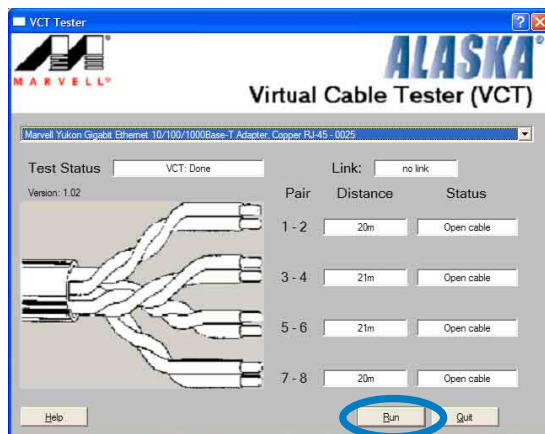 VCT Tester
MARVELL®
ALASKA®
Virtual Cable Tester (VCT)
Marvell Yukon Gigabit Ethernet 10/100/1000Base-T Adapter, Copper RJ-45 - 0025
Test Status VCT: Done Link: no link
Version: 1.02
Pair Distance Status
1 - 2 20m Open cable
3 - 4 21m Open cable
5 - 6 21m Open cable
7 - 8 20m Open cable
Help Run Quit